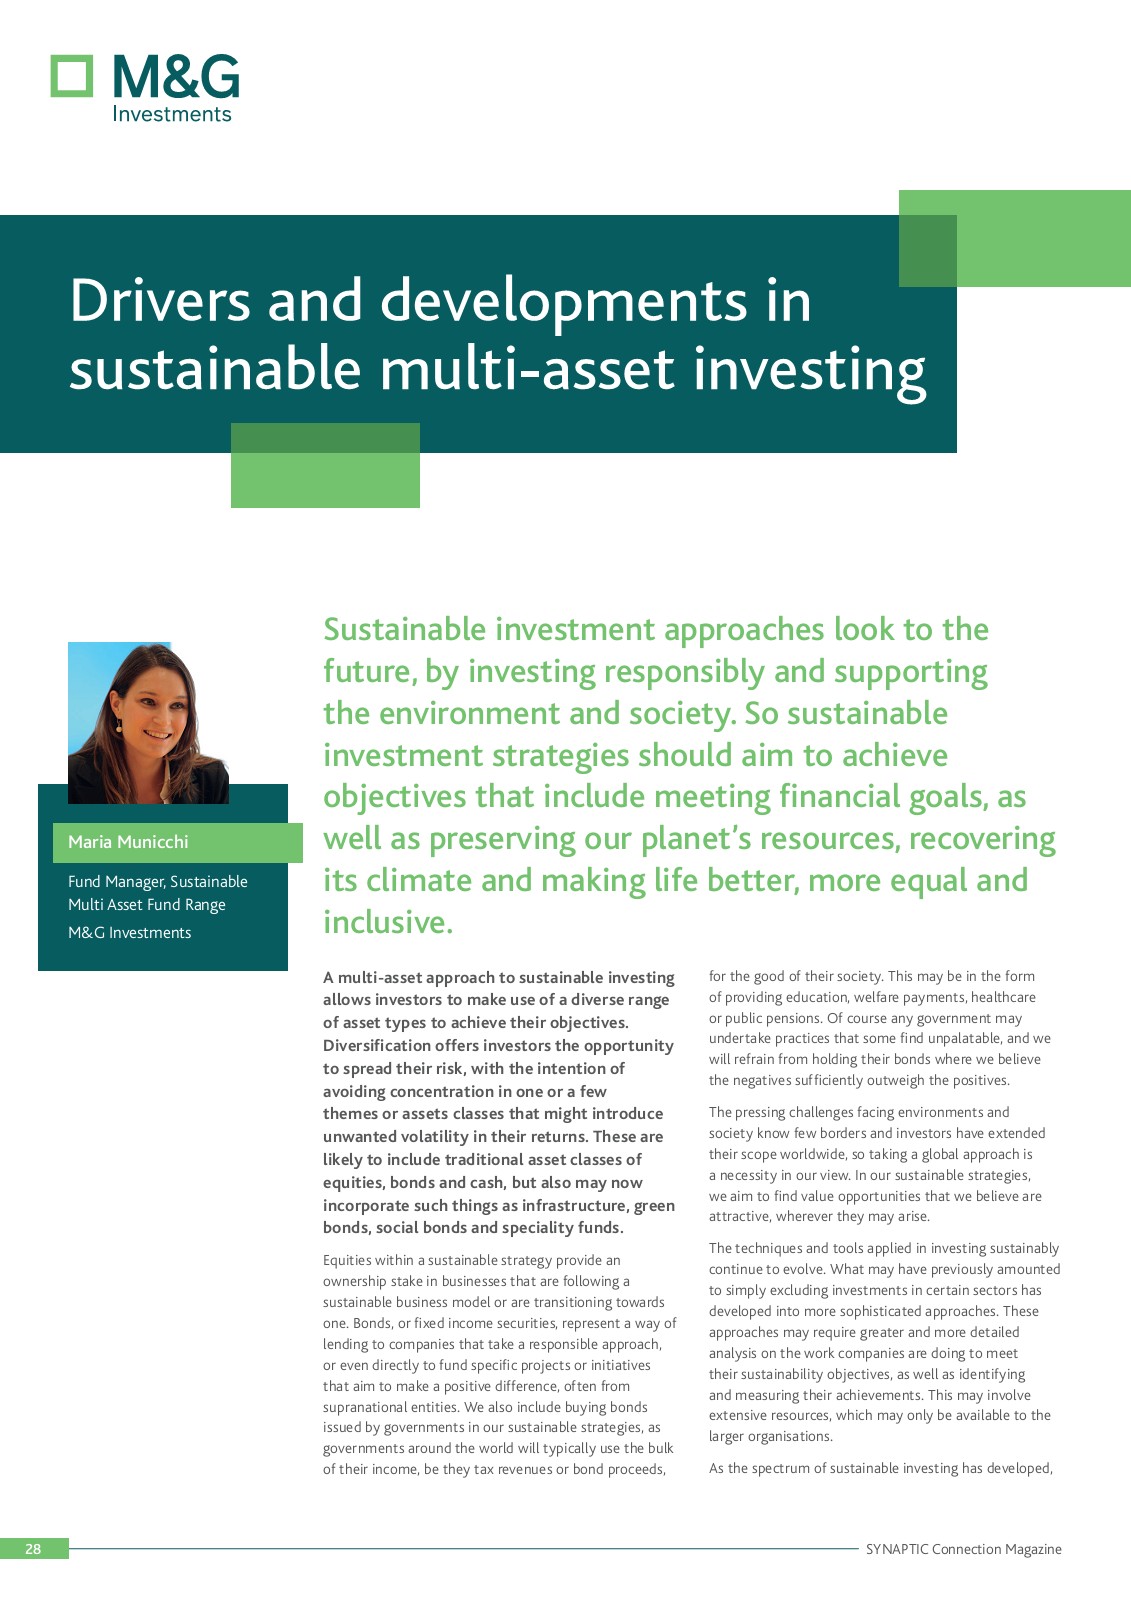 M&G
Investments
Drivers and developments in
sustainable multi-asset investing
Maria Municchi
Fund Manager, Sustainable
Multi Asset Fund Range
M&G Investments
Sustainable investment approaches look to the
future, by investing responsibly and supporting
the environment and society. So sustainable
investment strategies should aim to achieve
objectives that include meeting financial goals, as
well as preserving our planet’s resources, recovering
its climate and making life better, more equal and
inclusive.
A multi-asset approach to sustainable investing
allows investors to make use of a diverse range
of asset types to achieve their objectives.
Diversification offers investors the opportunity
to spread their risk, with the intention of
avoiding concentration in one or a few
themes or assets classes that might introduce
unwanted volatility in their returns. These are
likely to include traditional asset classes of
equities, bonds and cash, but also may now
incorporate such things as infrastructure, green
bonds, social bonds and speciality funds.
Equities within a sustainable strategy provide an
ownership stake in businesses that are following a
sustainable business model or are transitioning towards
one. Bonds, or fixed income securities, represent a way of
lending to companies that take a responsible approach,
or even directly to fund specific projects or initiatives
that aim to make a positive difference, often from
supranational entities. We also include buying bonds
issued by governments in our sustainable strategies, as
governments around the world will typically use the bulk
of their income, be they tax revenues or bond proceeds,
for the good of their society. This may be in the form
of providing education, welfare payments, healthcare
or public pensions. Of course any government may
undertake practices that some find unpalatable, and we
will refrain from holding their bonds where we believe
the negatives sufficiently outweigh the positives.
The pressing challenges facing environments and
society know few borders and investors have extended
their scope worldwide, so taking a global approach is
a necessity in our view. In our sustainable strategies,
we aim to find value opportunities that we believe are
attractive, wherever they may arise.
The techniques and tools applied in investing sustainably
continue to evolve. What may have previously amounted
to simply excluding investments in certain sectors has
developed into more sophisticated approaches. These
approaches may require greater and more detailed
analysis on the work companies are doing to meet
their sustainability objectives, as well as identifying
and measuring their achievements. This may involve
extensive resources, which may only be available to the
larger organisations.
As the spectrum of sustainable investing has developed,
28
SYNAPTIC Connection Magazine